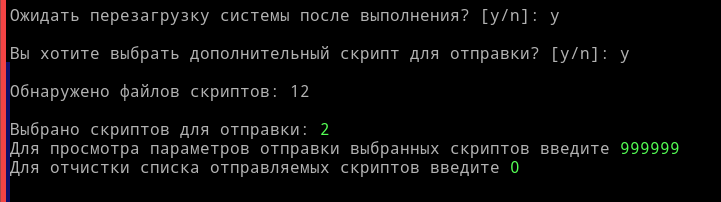 Ожидать перезагрузку системы после выполнения? [y/n]: y
Вы хотите выбрать дополнительный скрипт для отправки? [y/n]: y
Обнаружено файлов скриптов: 12
Выбрано скриптов для отправки: 2
Для просмотра параметров отправки выбранных скриптов введите 999999
Для отчистки списка отправляемых скриптов введите 0